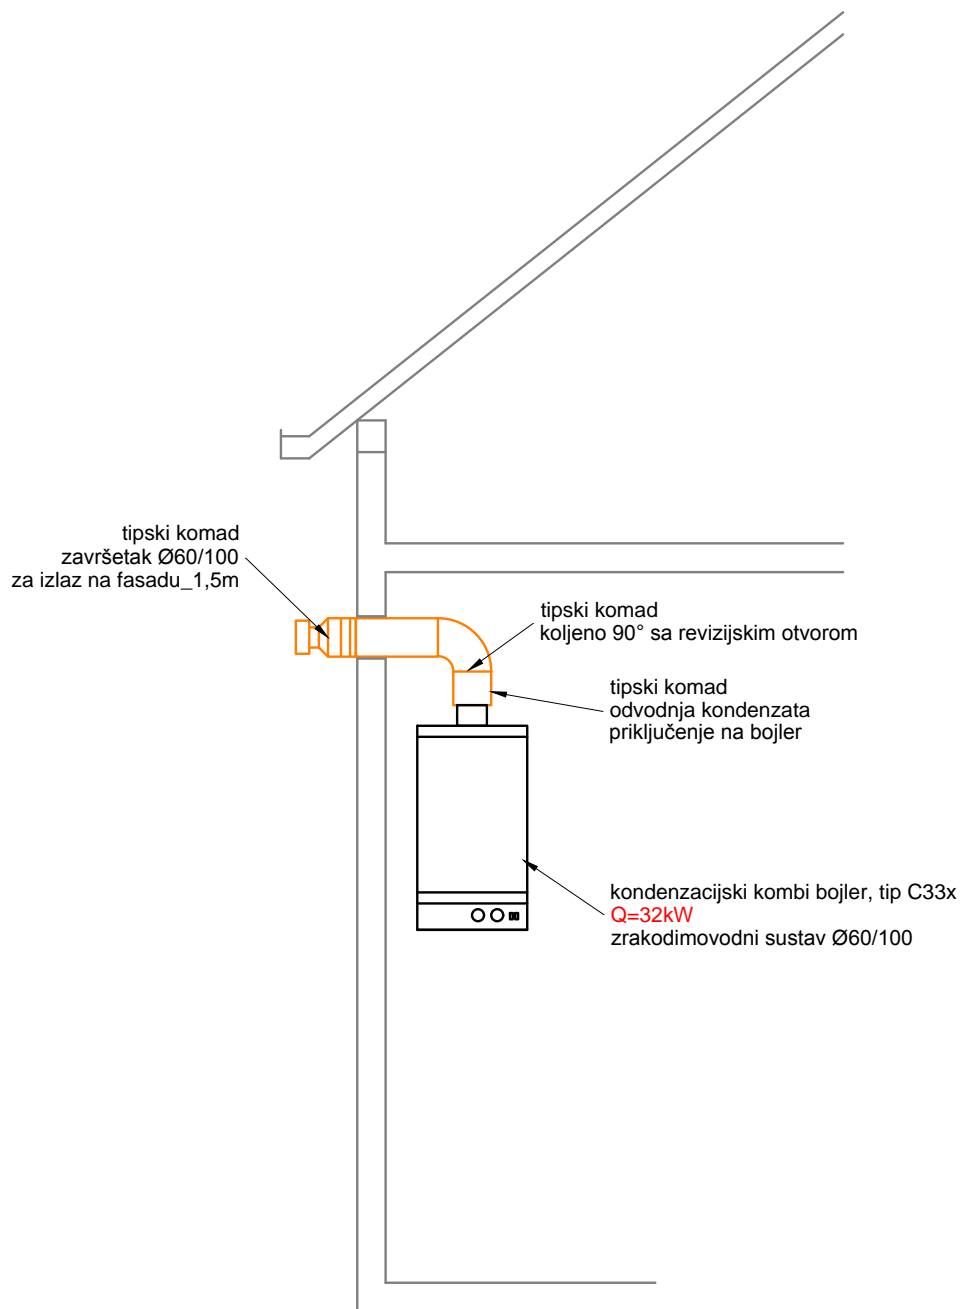 tipski komad
završetak Ø60/100
za izlaz na fasadu_1,5m
tipski komad
koljeno 90° sa revizijskim otvorom
tipski komad
odvodnja kondenzata
priključenje na bojler
kondenzacijski kombi bojler, tip C33x
Q=32kW
zrakodimovodni sustav Ø60/100